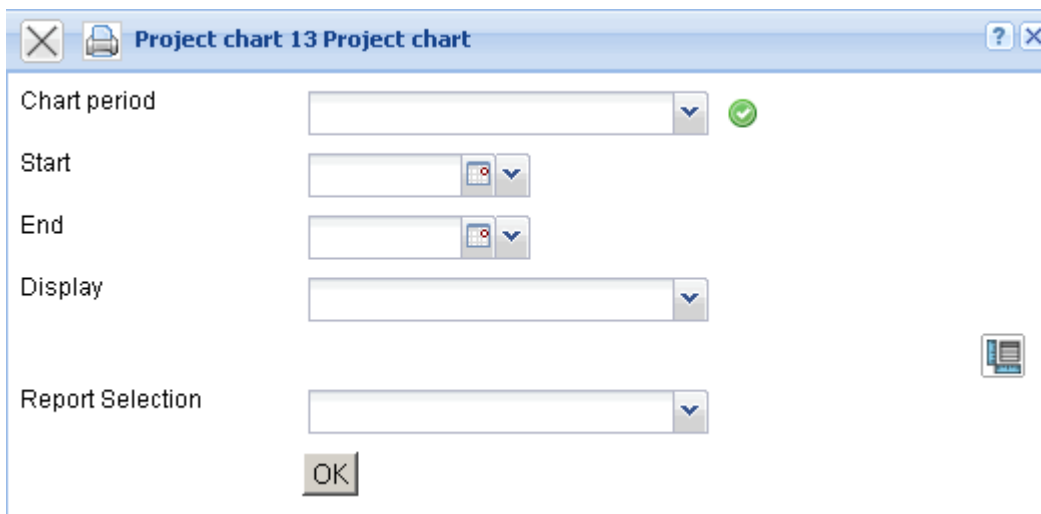 Project chart 13 Project chart
?
Chart period
Start
End
Display
Report Selection
OK